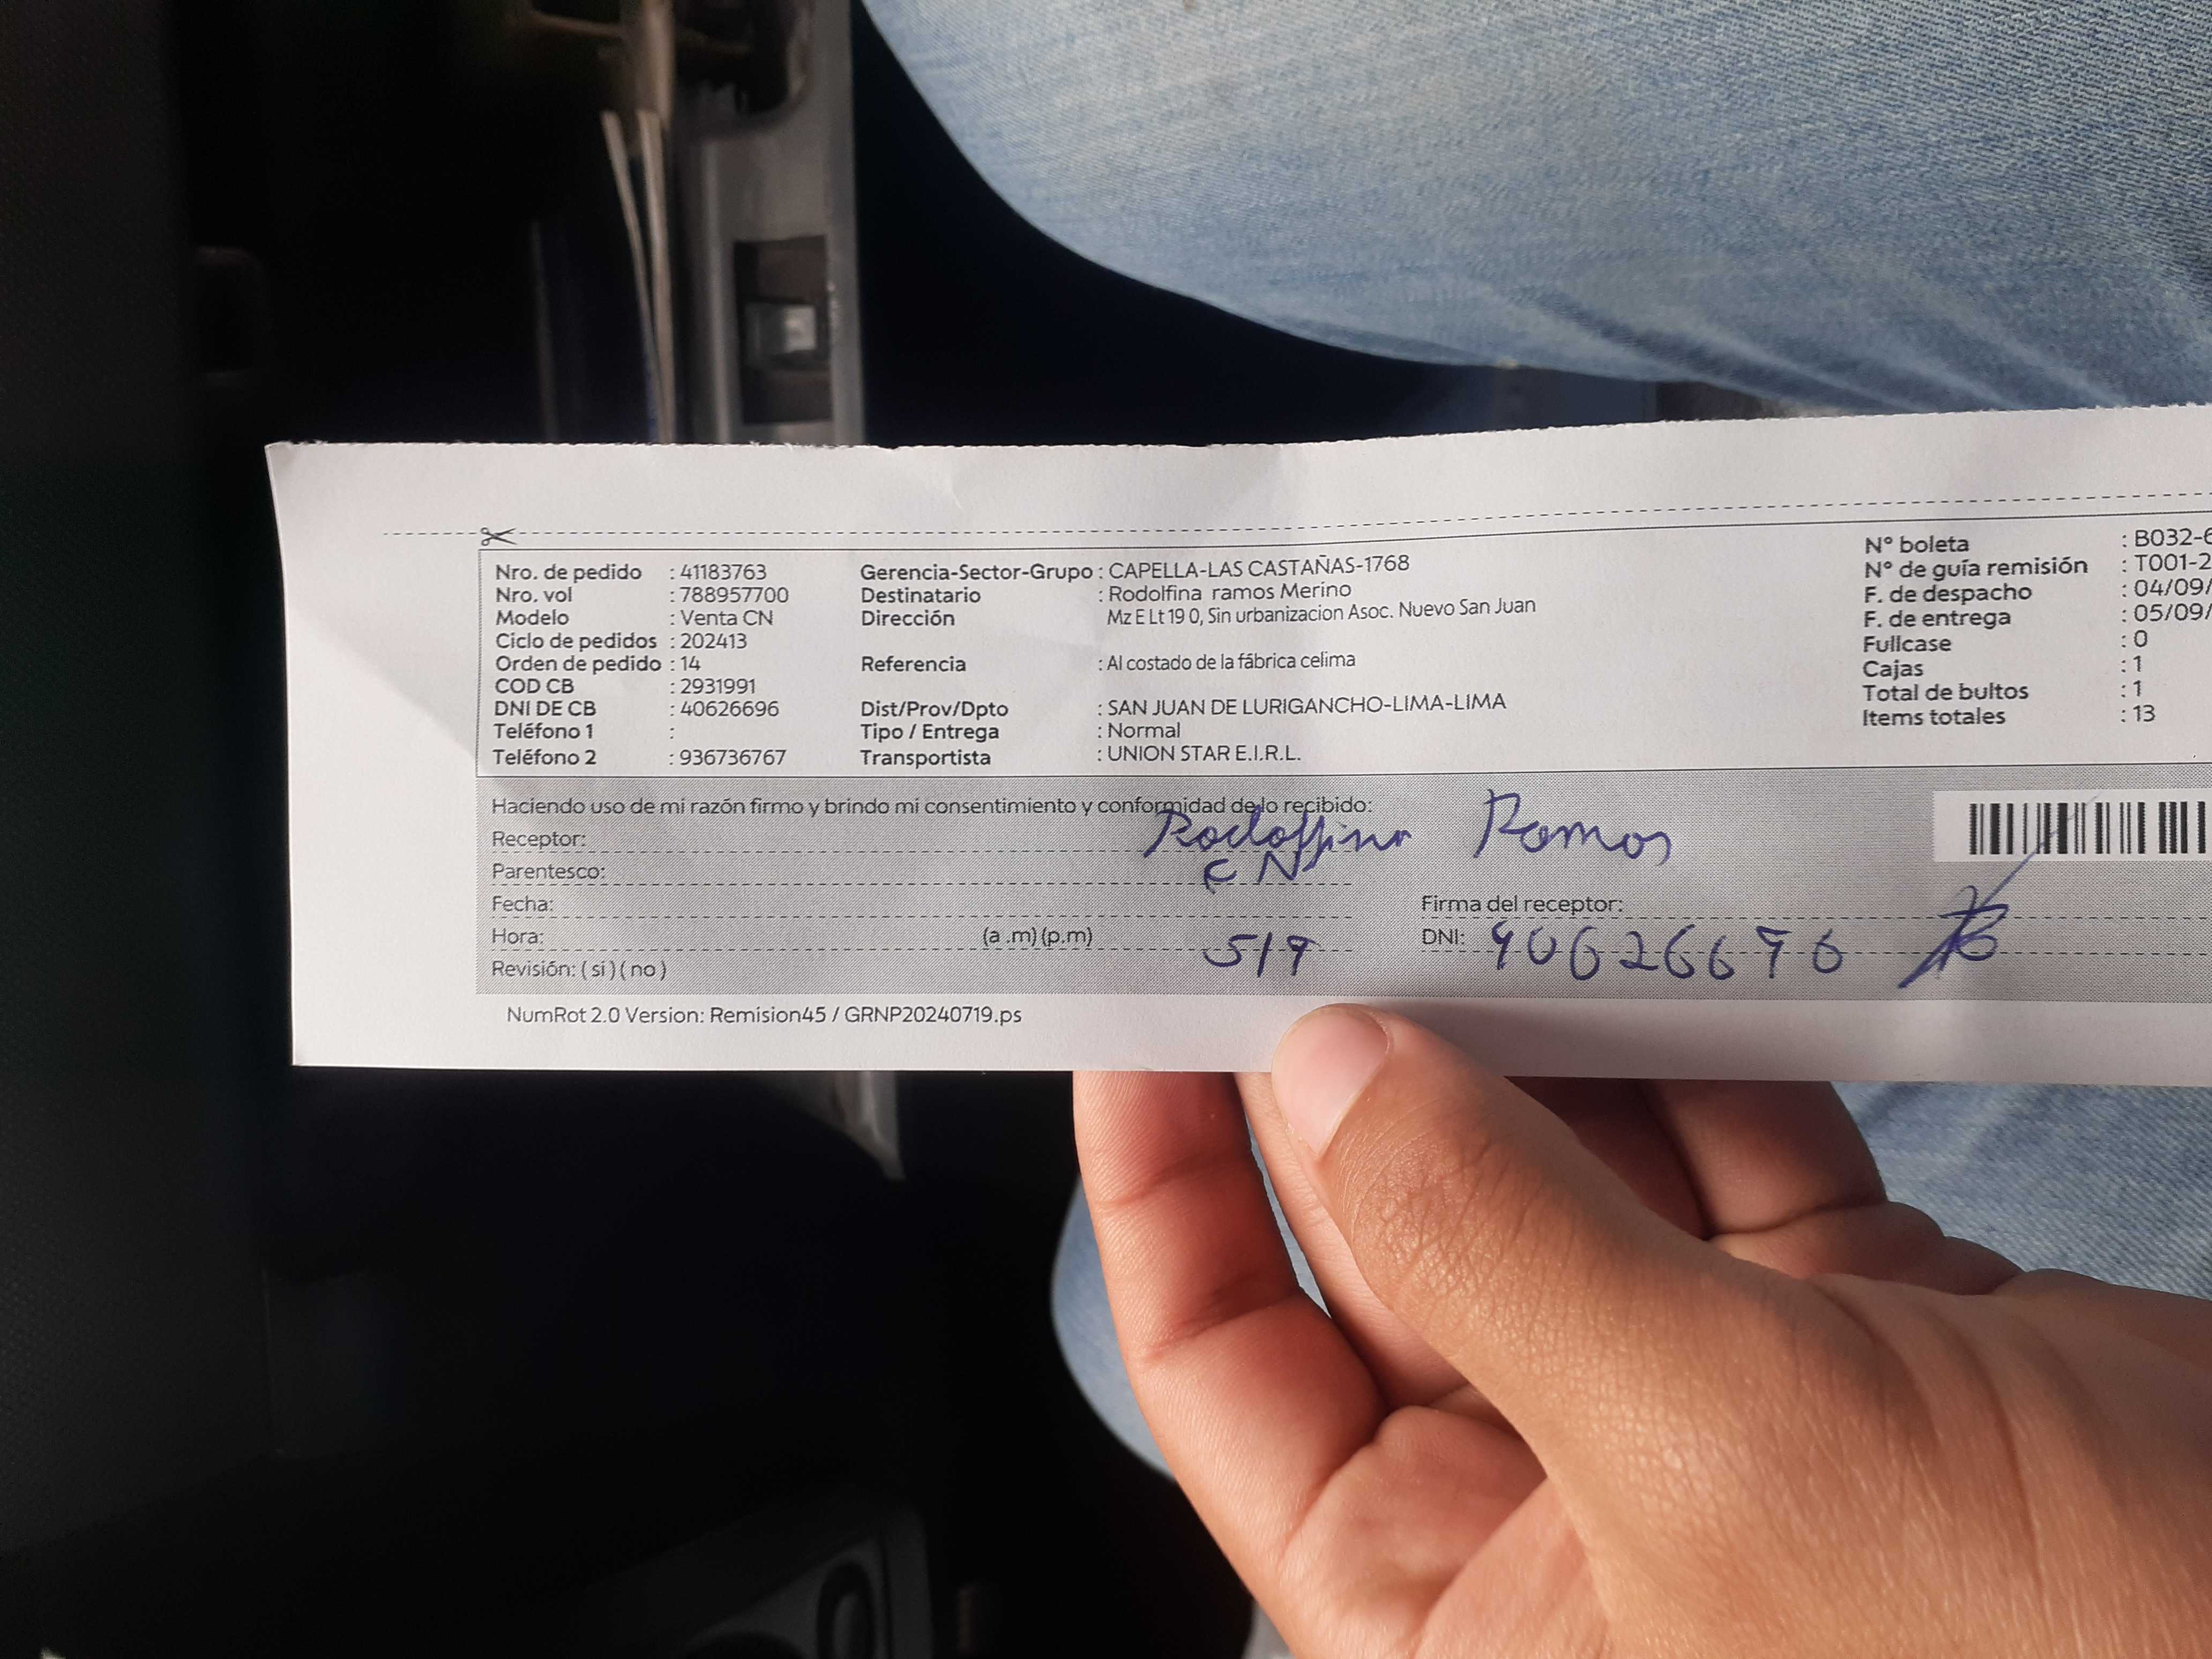 Nro. de pedido : 41183763
Nro. vol : 788957700
Modelo : Venta CN
Ciclo de pedidos : 202413
Orden de pedido : 14
COD CB : 2931991
DNI DE CB : 40626696
Teléfono 1 :
Teléfono 2 : 936736767
Gerencia-Sector-Grupo : CAPELLA-LAS CASTAÑAS-1768
Destinatario : Rodolfina ramos Merino
Dirección Mz E Lt 19 0, Sin urbanizacion Asoc. Nuevo San Juan
Referencia : Al costado de la fábrica celima
Dist/Prov/Dpto : SAN JUAN DE LURIGANCHO-LIMA-LIMA
Tipo / Entrega : Normal
Transportista : UNION STAR E.I.R.L.
N° boleta : B032-6
N° de guía remisión : T001-2
F. de despacho : 04/09/
F. de entrega : 05/09/
Fullcase : 0
Cajas : 1
Total de bultos : 1
Items totales : 13
Haciendo uso de mi razón firmo y brindo mi consentimiento y conformidad de lo recibido:
Receptor: Rodolfina Ramos
Parentesco: CN
Fecha:
Hora: (a .m) (p.m) 5/9
Revisión: ( si ) ( no )
Firma del receptor:
DNI: 40626696
NumRot 2.0 Version: Remision45 / GRNP20240719.ps